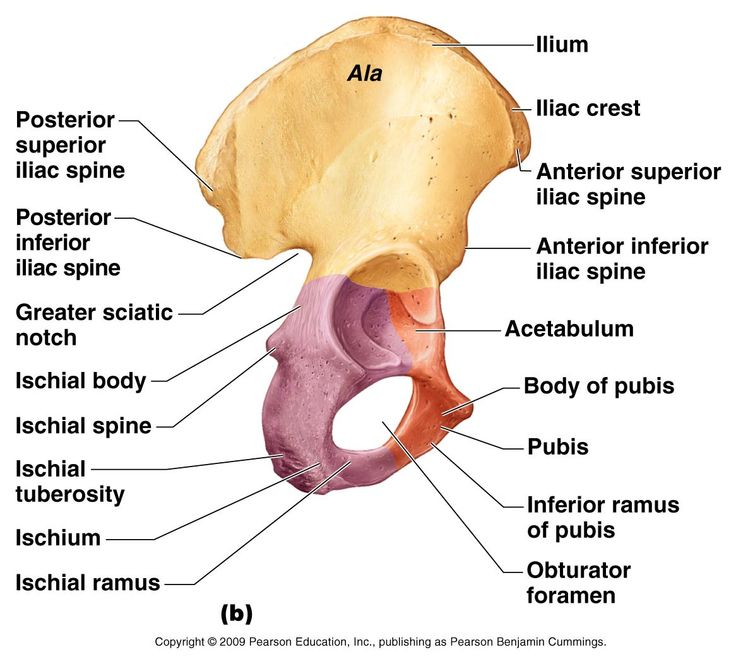 Ala
Posterior
superior
iliac spine
Posterior
inferior
iliac spine
Greater sciatic
notch
Ischial body
Ischial spine
Ischial
tuberosity
Ischium
Ischial ramus
Ilium
Iliac crest
Anterior superior
iliac spine
Anterior inferior
iliac spine
Acetabulum
Body of pubis
Pubis
Inferior ramus
of pubis
Obturator
foramen
(b)
Copyright © 2009 Pearson Education, Inc., publishing as Pearson Benjamin Cummings.